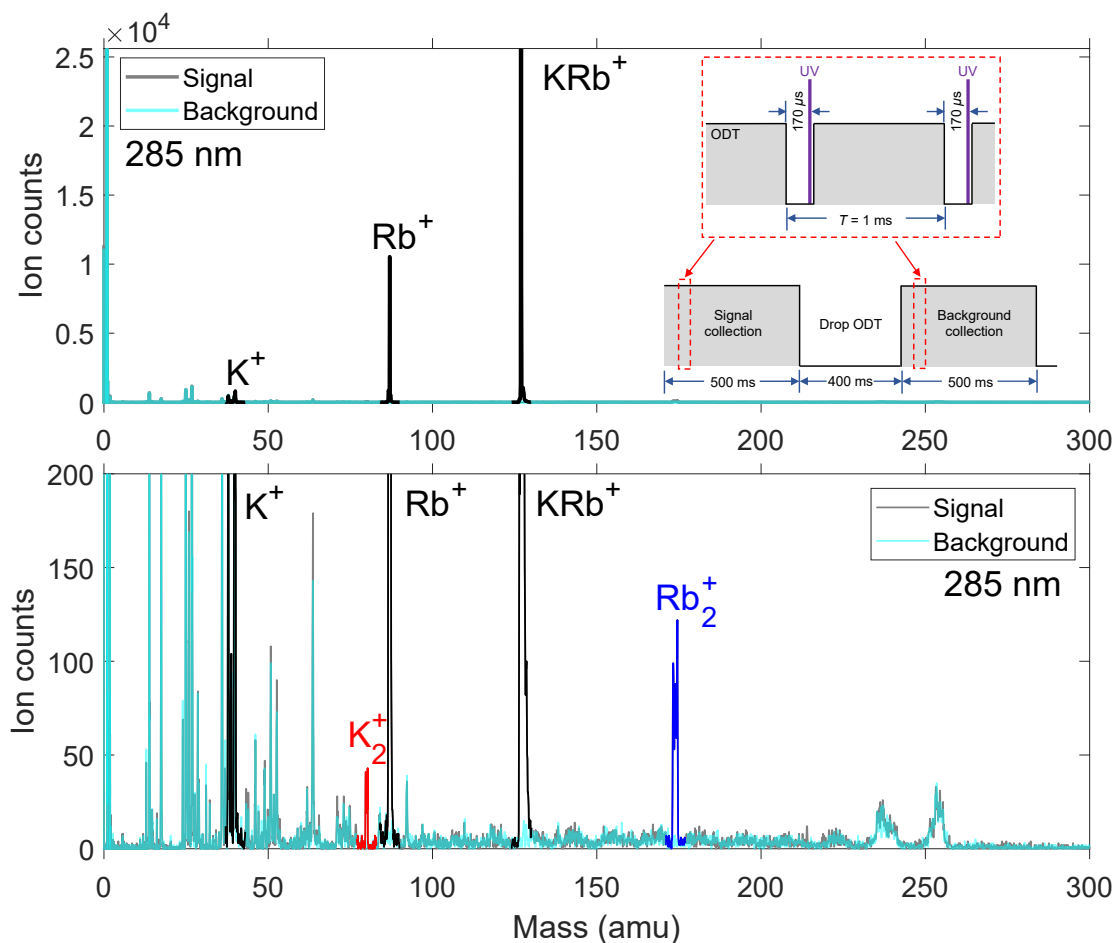 ×10⁴
2.5
2
1.5
1
0.5
0
Ion counts
Signal
Background
285 nm
K⁺
Rb⁺
KRb⁺
UV
UV
170 µs
170 µs
ODT
T = 1 ms
Signal
collection
Drop ODT
Background
collection
500 ms
400 ms
500 ms
0
50
100
150
200
250
300
200
150
100
50
0
Ion counts
K⁺
Rb⁺
KRb⁺
K₂⁺
Rb₂⁺
Signal
Background
285 nm
0
50
100
150
200
250
300
Mass (amu)